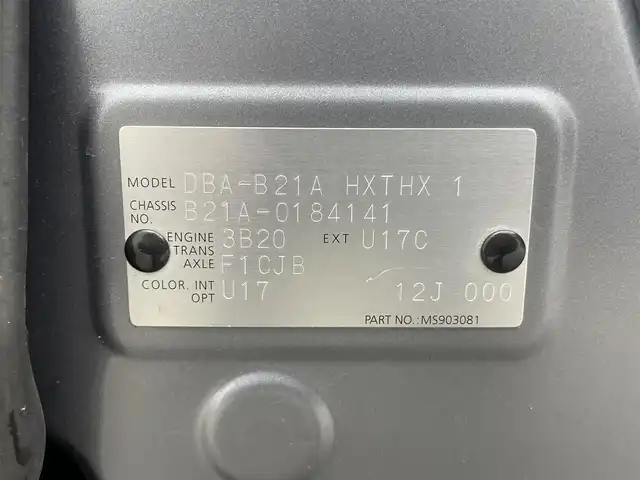 MODEL DBA-B21A HXTHX 1
CHASSIS NO. B21A-0184141
ENGINE 3B20 EXT U17C
TRANS AXLE F1CJB
COLOR. INT U17
OPT 12J 000
PART NO.: MS903081